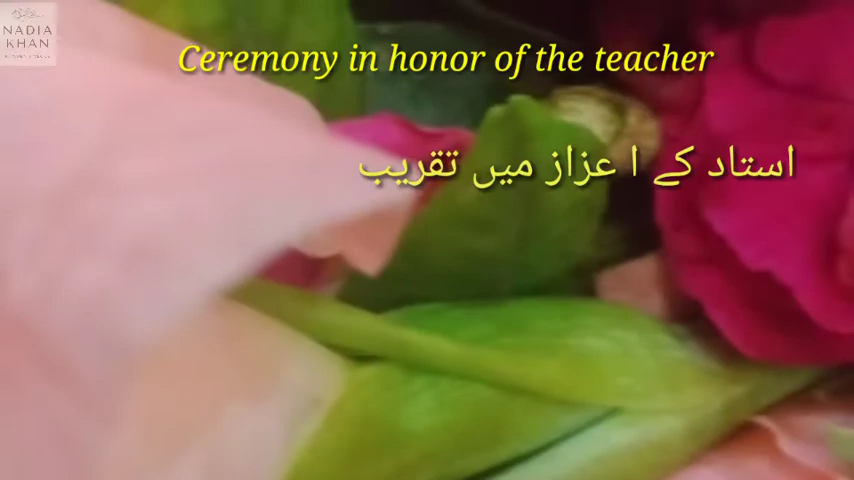 NADIA
KHAN
Ceremony in honor of the teacher
استاد کے ا عزاز میں تقریب